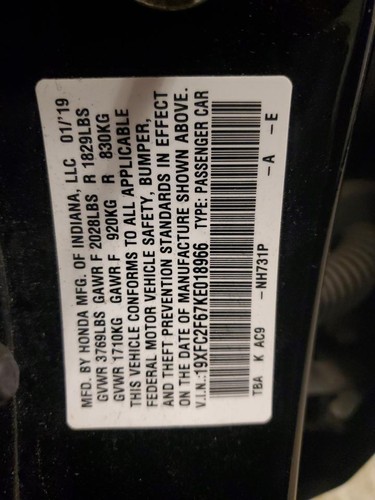 MFD. BY HONDA MFG. OF INDIANA, LLC 01/'19
GVWR 3769LBS GAWR F 2028LBS R 1829LBS
GVWR 1710KG GAWR F 920KG R 830KG
THIS VEHICLE CONFORMS TO ALL APPLICABLE
FEDERAL MOTOR VEHICLE SAFETY, BUMPER,
AND THEFT PREVENTION STANDARDS IN EFFECT
ON THE DATE OF MANUFACTURE SHOWN ABOVE.
V.I.N.:19XFC2F67KE018966 TYPE: PASSENGER CAR
TBA K AC9 -NH731P -A -E